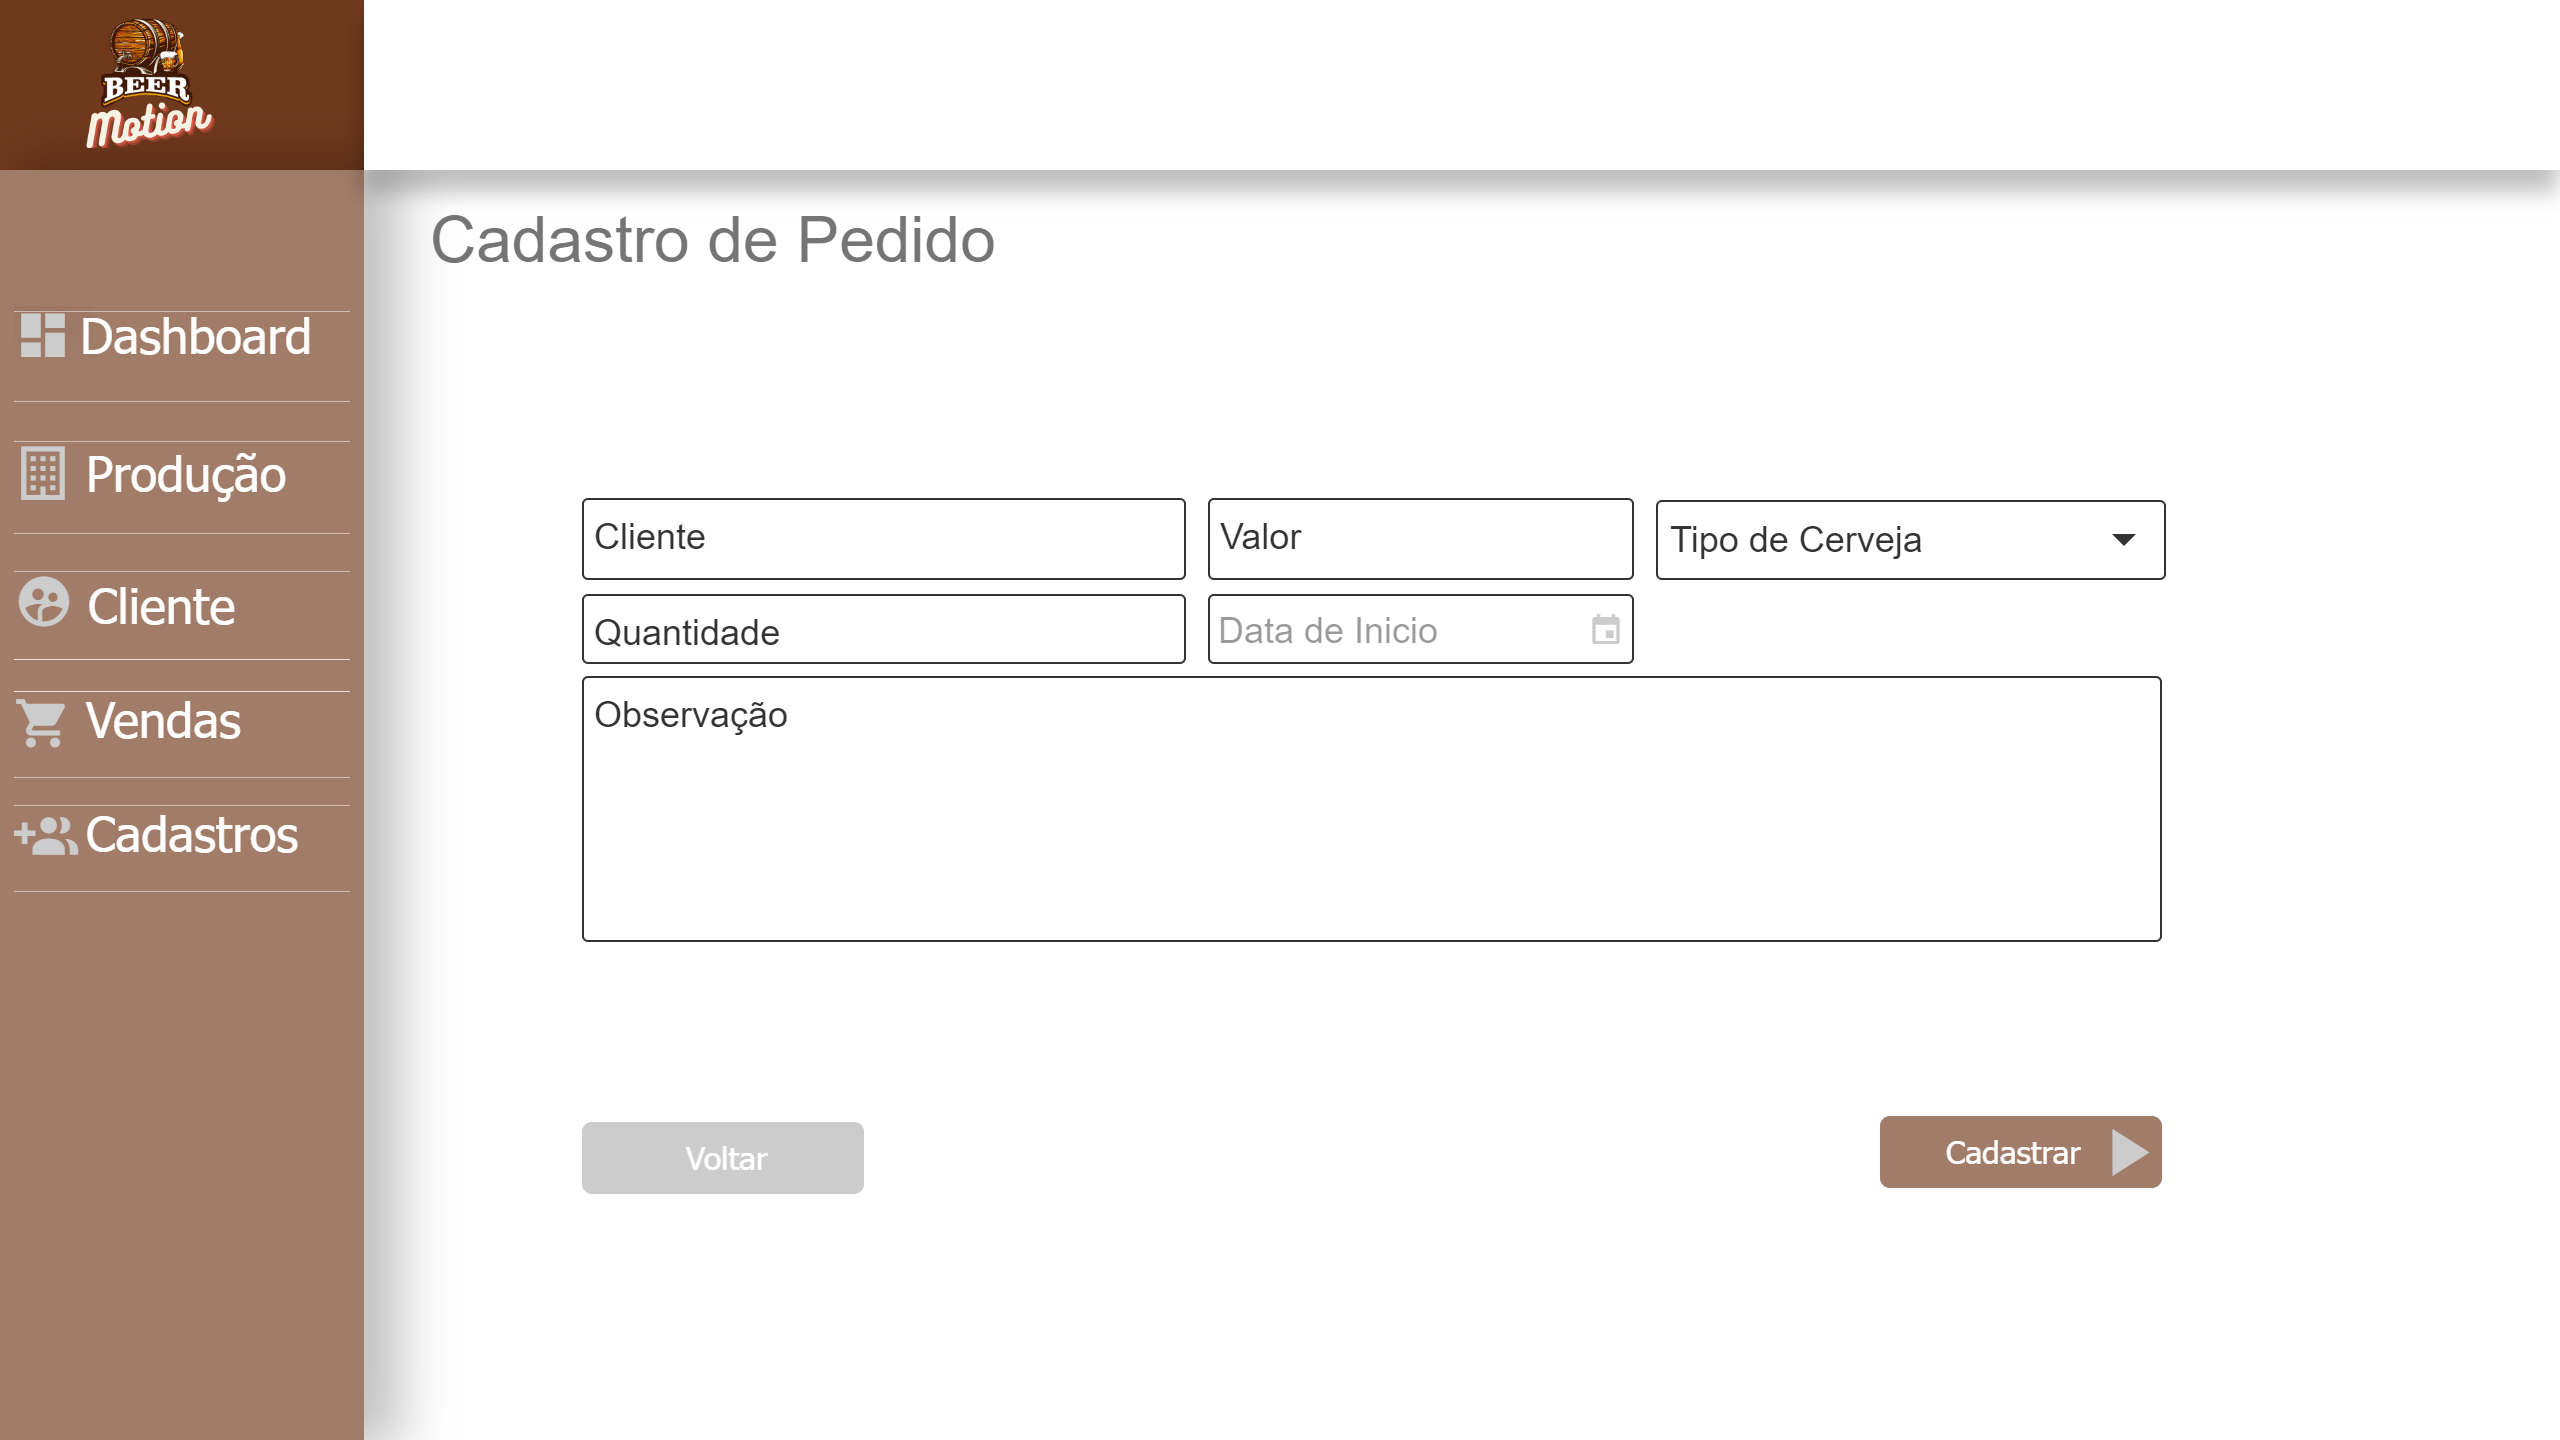 BEER
Motion
Cadastro de Pedido
Dashboard
Produção
Cliente
Vendas
Cadastros
Cliente
Valor
Tipo de Cerveja
Quantidade
Data de Inicio
Observação
Voltar
Cadastrar